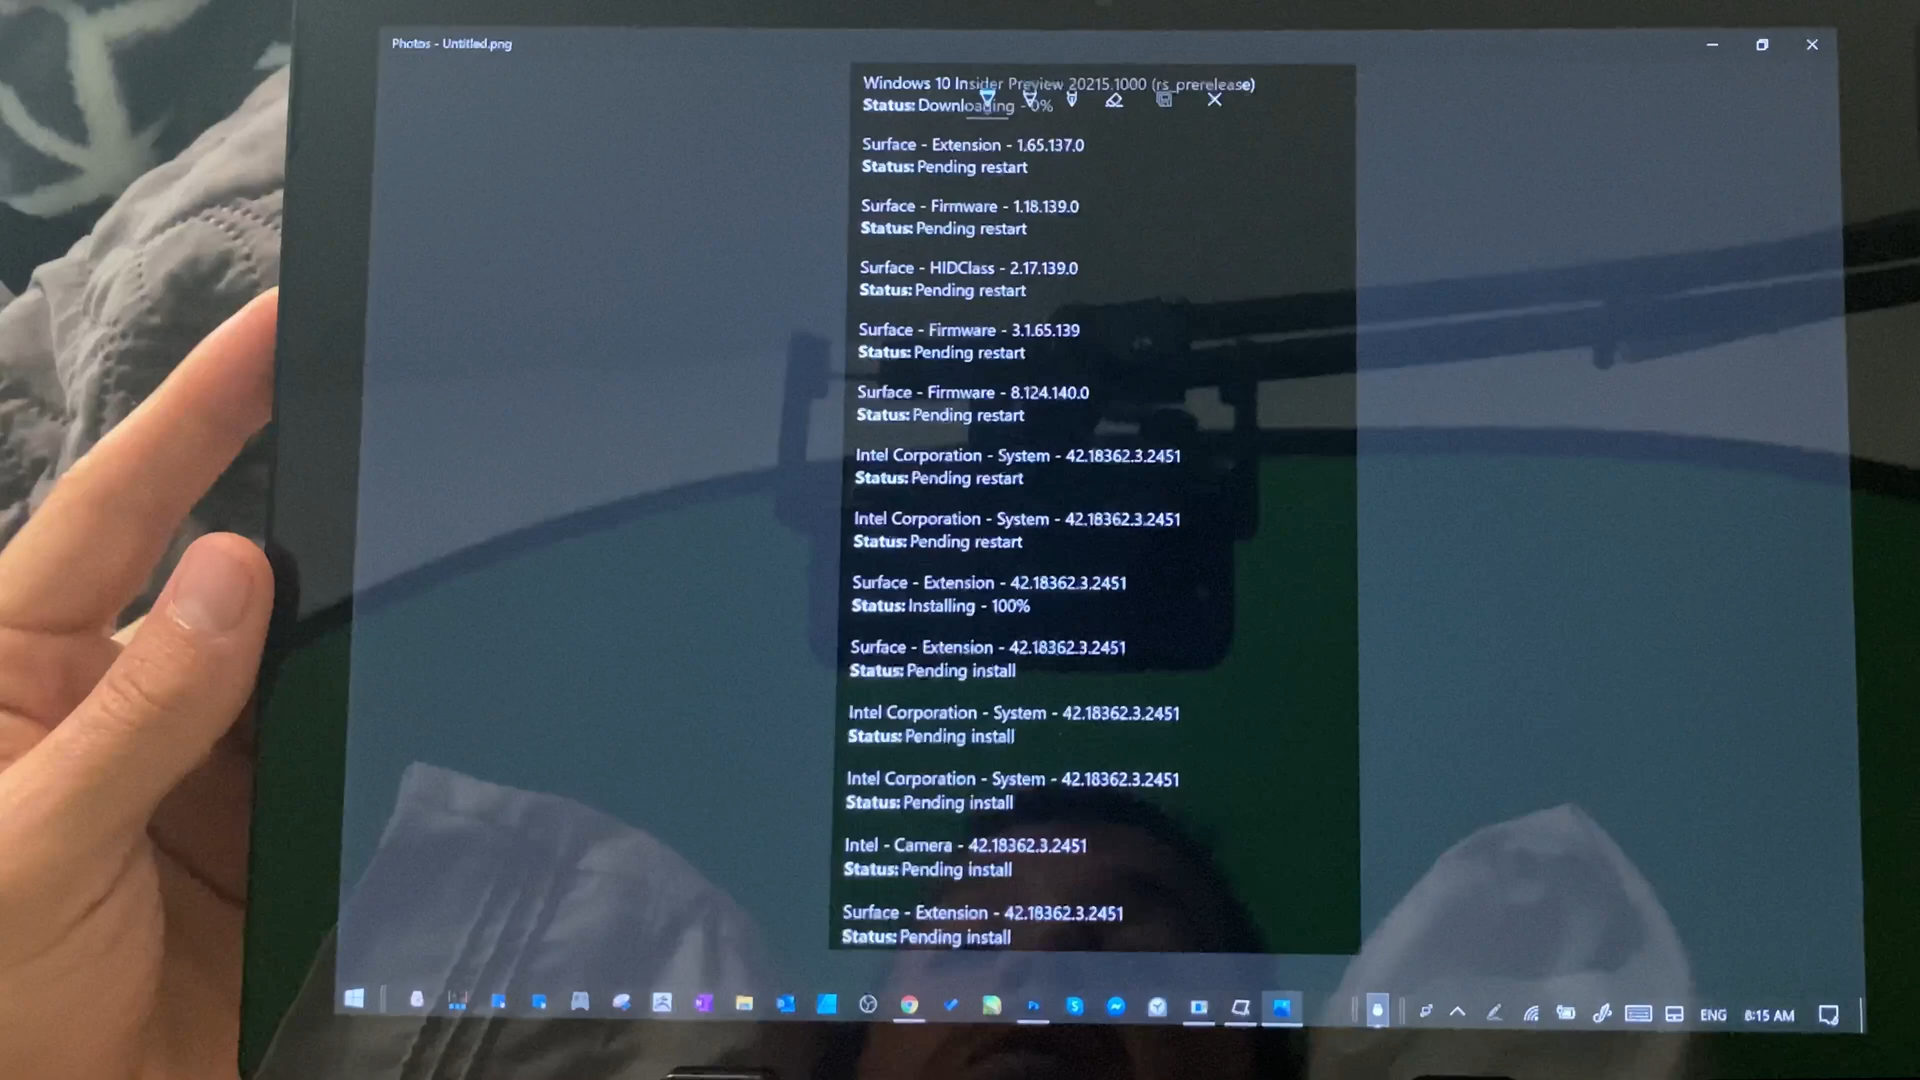 Photos - Untitled.png
Windows 10 Insider Preview 20215.1000 (rs_prerelease)
Status: Downloading - 0%
Surface - Extension - 1.65.137.0
Status: Pending restart
Surface - Firmware - 1.18.139.0
Status: Pending restart
Surface - HIDClass - 2.17.139.0
Status: Pending restart
Surface - Firmware - 3.1.65.139
Status: Pending restart
Surface - Firmware - 8.124.140.0
Status: Pending restart
Intel Corporation - System - 42.18362.3.2451
Status: Pending restart
Intel Corporation - System - 42.18362.3.2451
Status: Pending restart
Surface - Extension - 42.18362.3.2451
Status: Installing - 100%
Surface - Extension - 42.18362.3.2451
Status: Pending install
Intel Corporation - System - 42.18362.3.2451
Status: Pending install
Intel Corporation - System - 42.18362.3.2451
Status: Pending install
Intel - Camera - 42.18362.3.2451
Status: Pending install
Surface - Extension - 42.18362.3.2451
Status: Pending install
ENG 8:15 AM